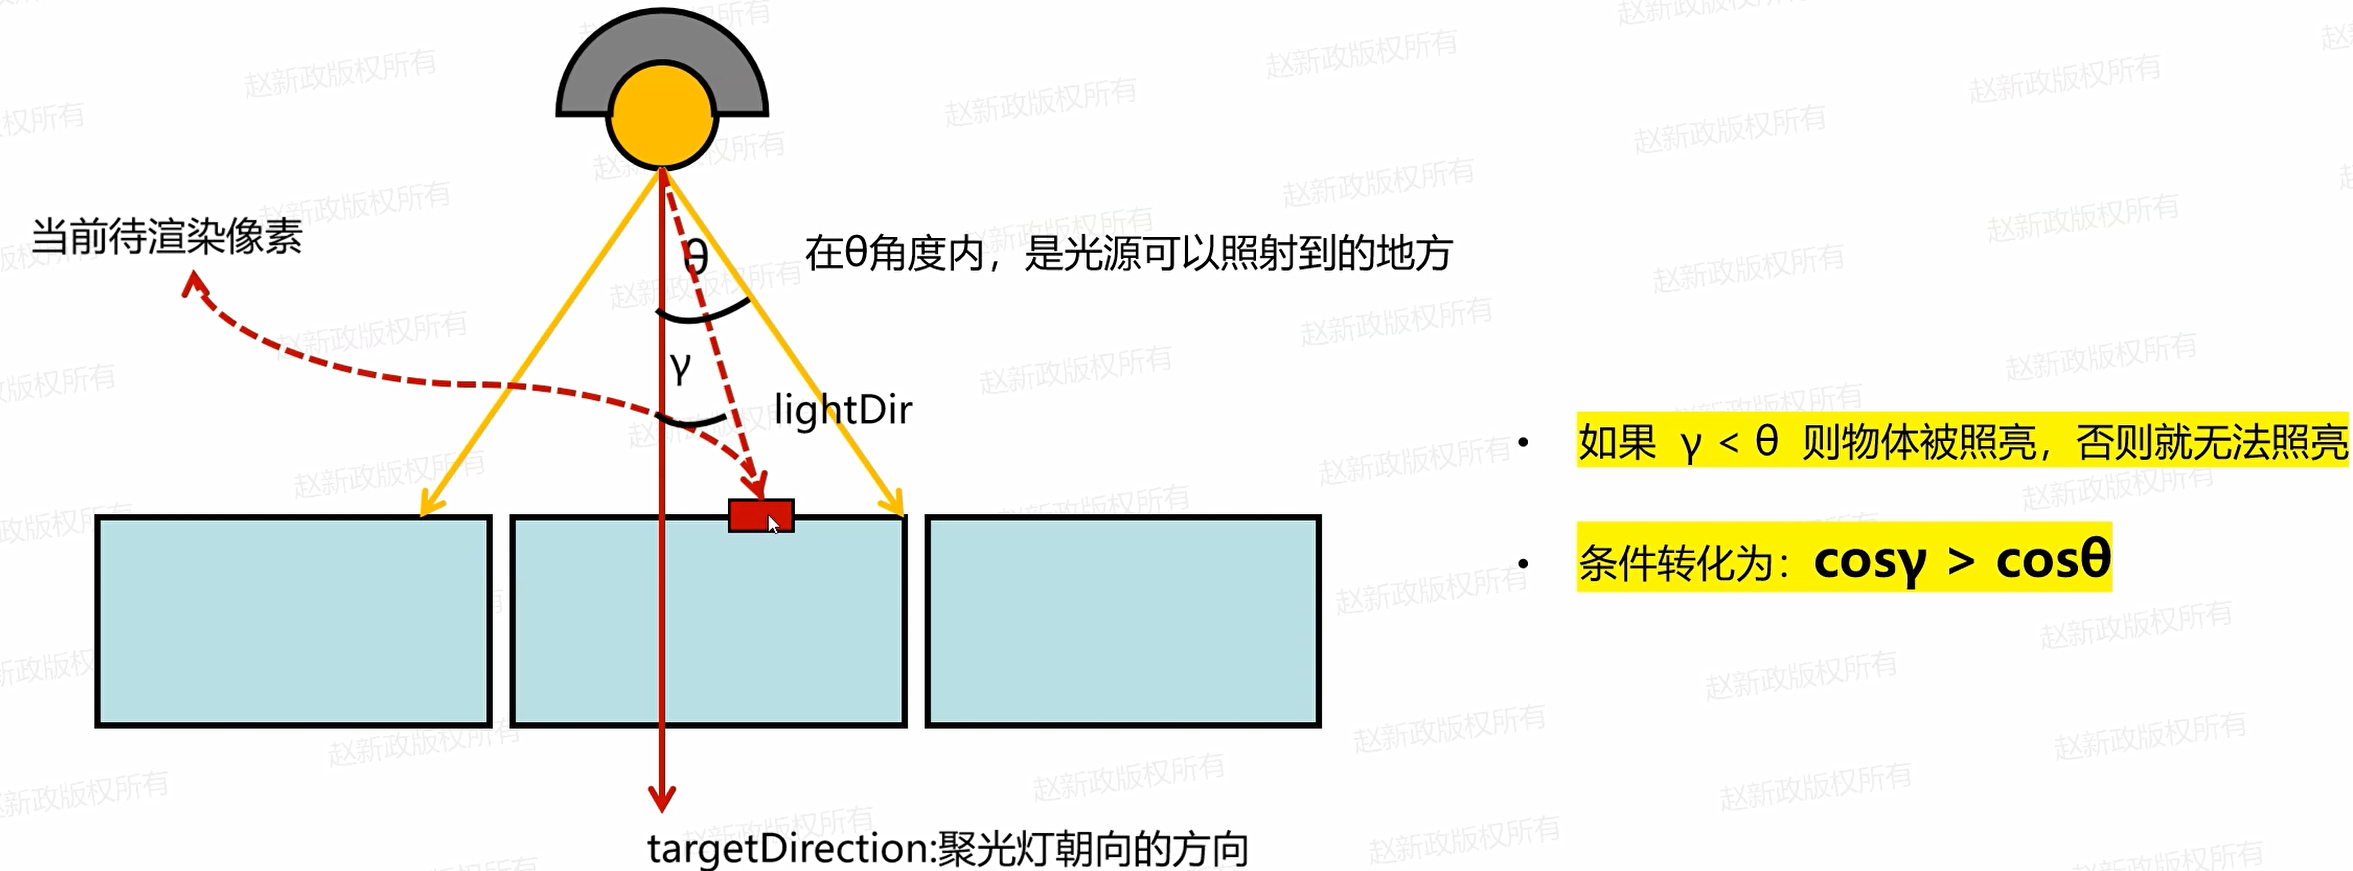 当前待渲染像素
θ
在θ角度内，是光源可以照射到的地方
γ
lightDir
• 如果 γ < θ 则物体被照亮，否则就无法照亮
• 条件转化为：cosγ > cosθ
targetDirection:聚光灯朝向的方向
赵新政版权所有